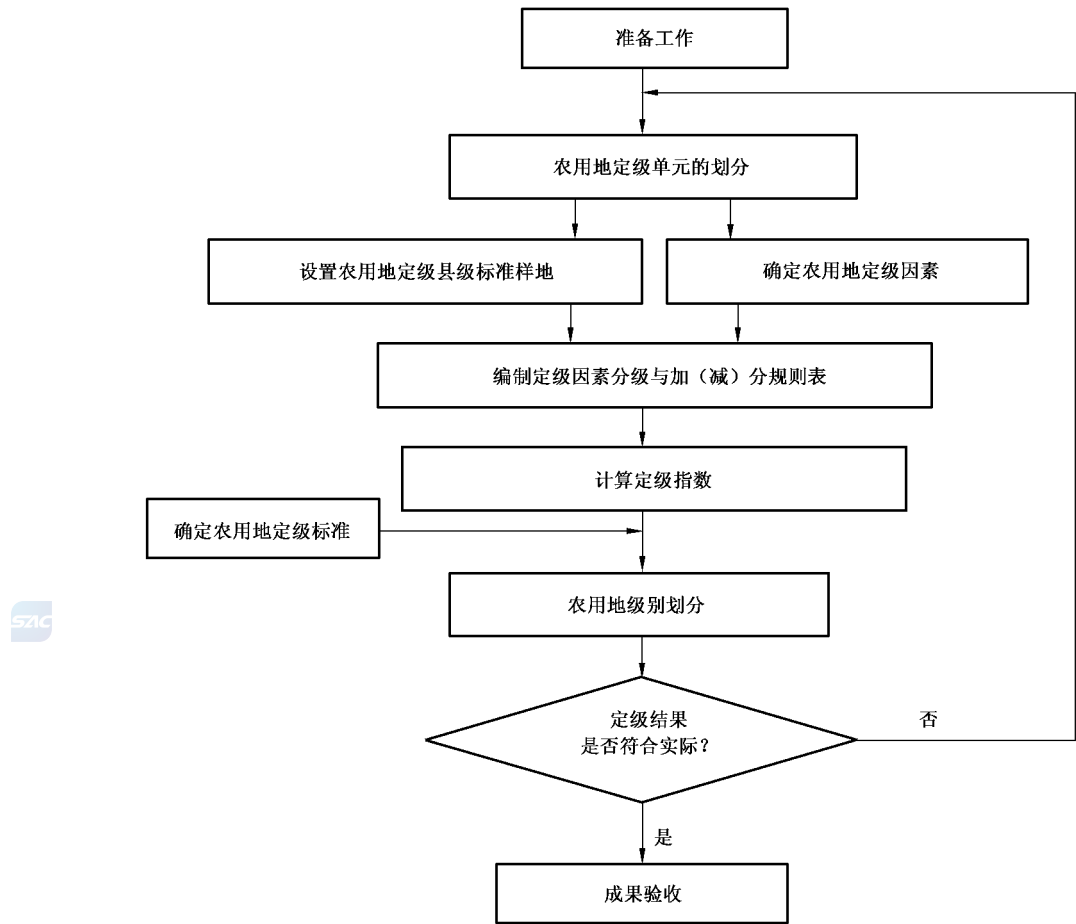 准备工作
农用地定级单元的划分
设置农用地定级县级标准样地
确定农用地定级因素
编制定级因素分级与加（减）分规则表
计算定级指数
确定农用地定级标准
农用地级别划分
定级结果
是否符合实际？
否
是
成果验收
SAC